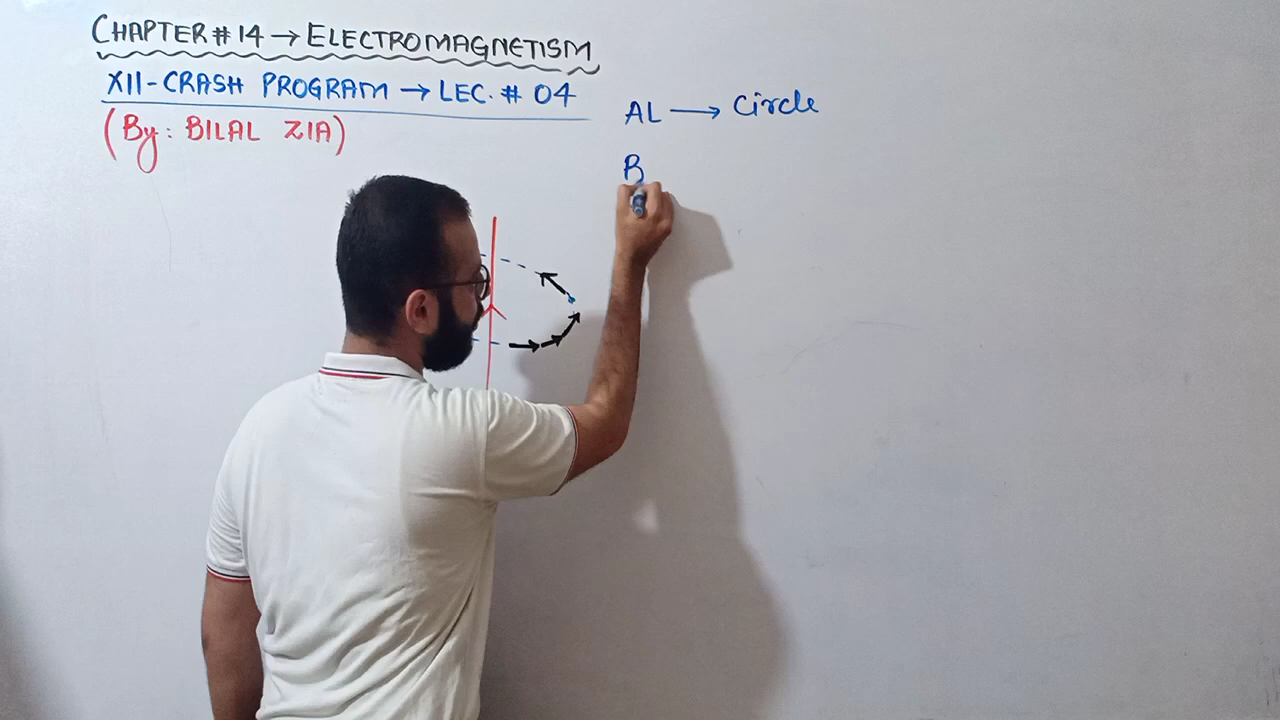 CHAPTER # 14 → ELECTROMAGNETISM
XII-CRASH PROGRAM → LEC. # 04
(By: BILAL ZIA)
AL → Circle
B